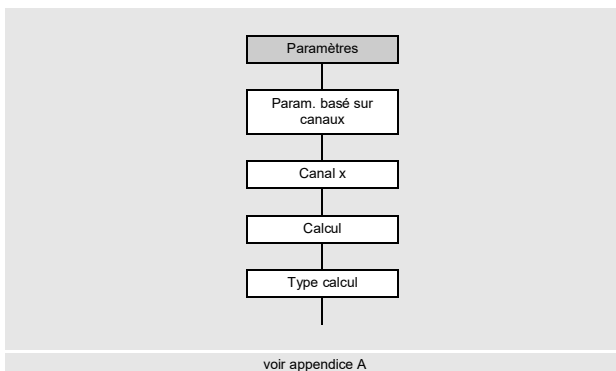 Paramètres
Param. basé sur
canaux
Canal x
Calcul
Type calcul
voir appendice A